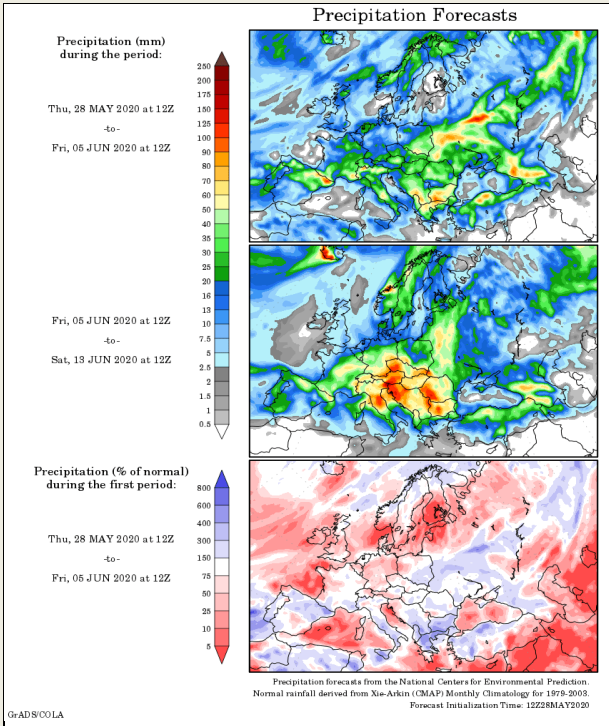 Precipitation Forecasts
Precipitation (mm)
during the period:
Thu, 28 MAY 2020 at 12Z
-to-
Fri, 05 JUN 2020 at 12Z
250
200
175
150
125
100
90
80
70
60
50
40
35
30
25
20
16
13
10
7.5
5
2.5
2
1.5
1
0.5
Fri, 05 JUN 2020 at 12Z
-to-
Sat, 13 JUN 2020 at 12Z
Precipitation (% of normal)
during the first period:
Thu, 28 MAY 2020 at 12Z
-to-
Fri, 05 JUN 2020 at 12Z
800
600
400
300
150
75
50
25
10
5
Precipitation forecasts from the National Centers for Environmental Prediction.
Normal rainfall derived from Xie-Arkin (CMAP) Monthly Climatology for 1979-2003.
Forecast Initialization Time: 12Z28MAY2020
GrADS/COLA